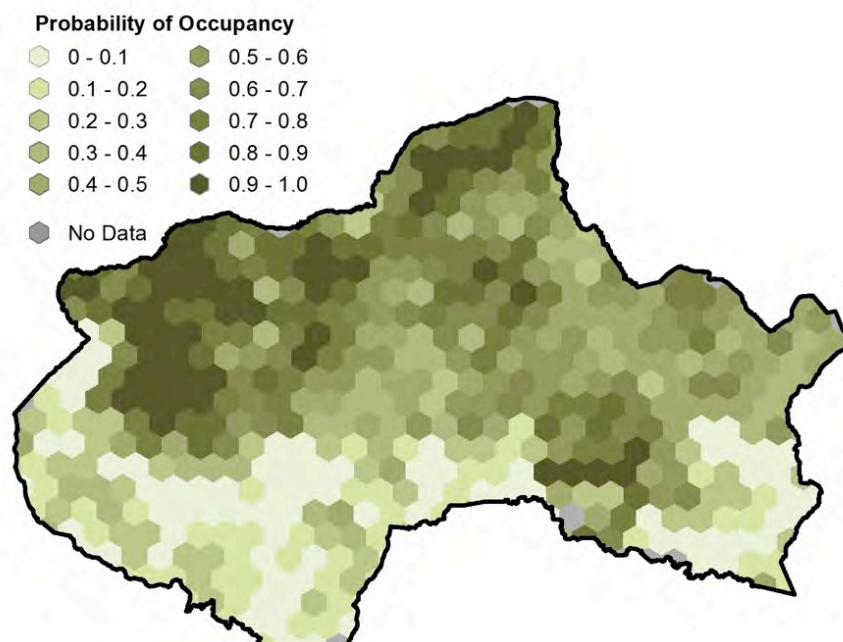 Probability of Occupancy
0 - 0.1
0.1 - 0.2
0.2 - 0.3
0.3 - 0.4
0.4 - 0.5
No Data
0.5 - 0.6
0.6 - 0.7
0.7 - 0.8
0.8 - 0.9
0.9 - 1.0